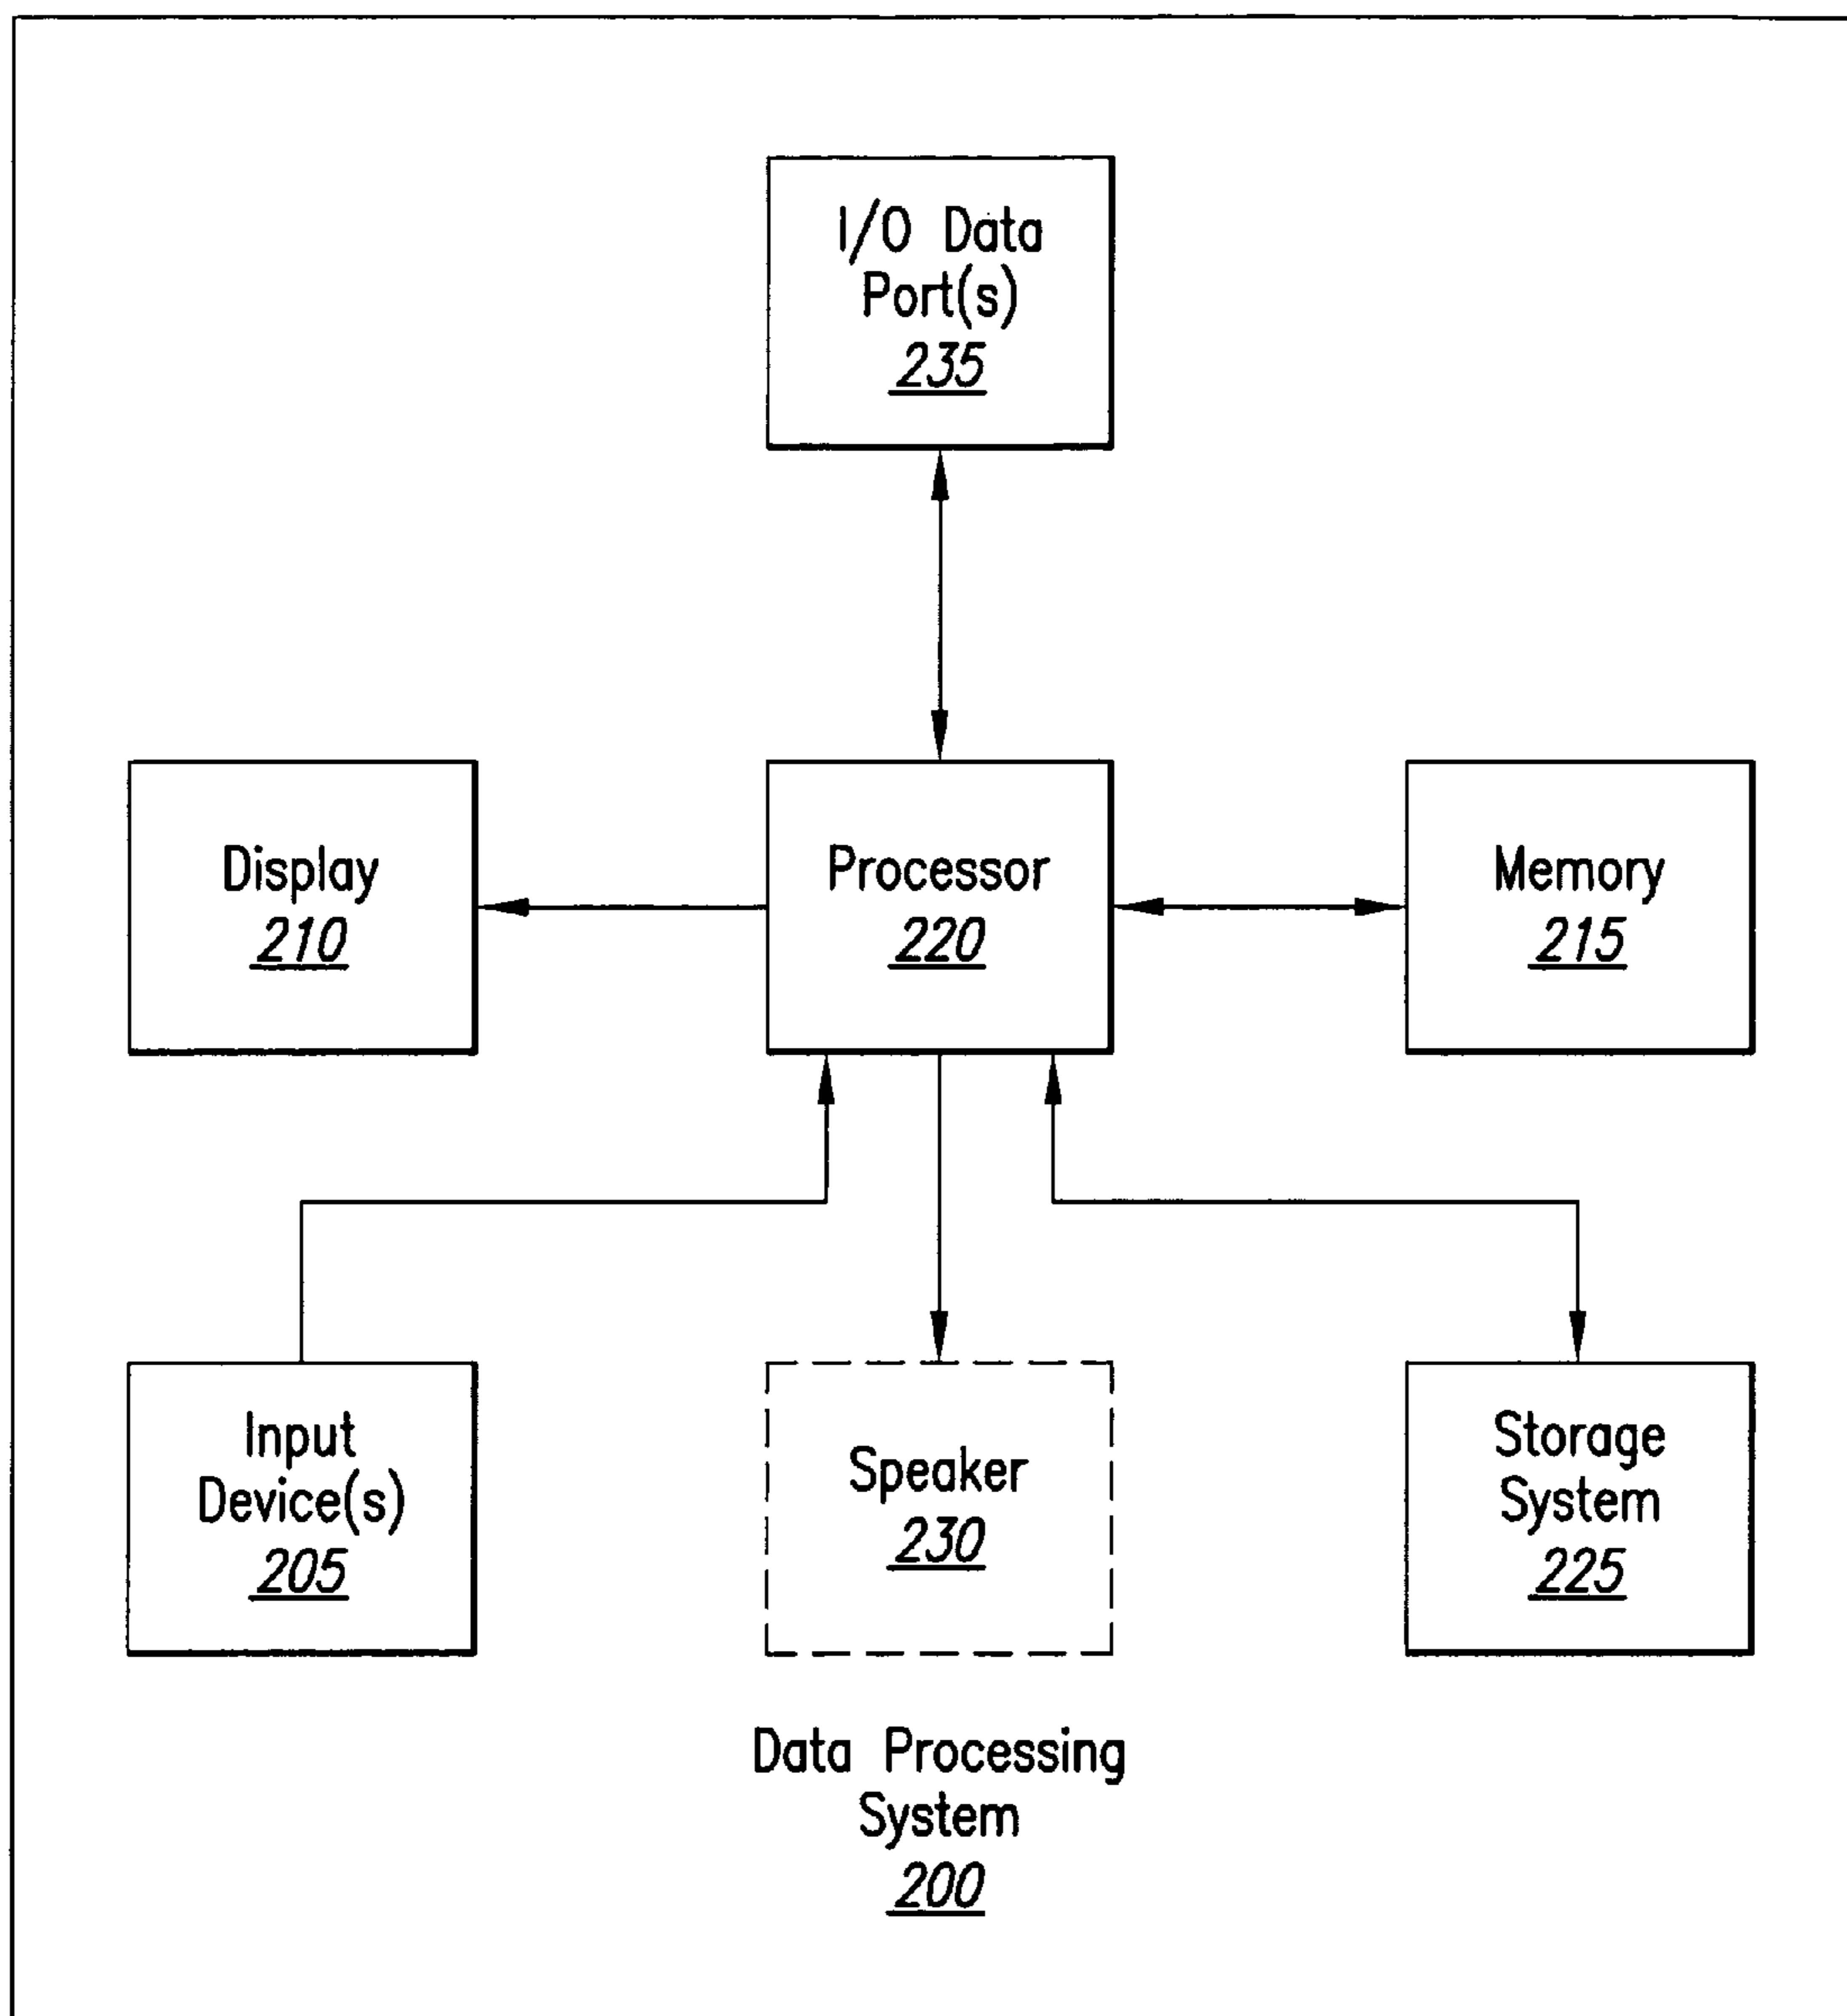 I/O Data
Port(s)
235
Display
210
Processor
220
Memory
215
Input
Device(s)
205
Speaker
230
Storage
System
225
Data Processing
System
200